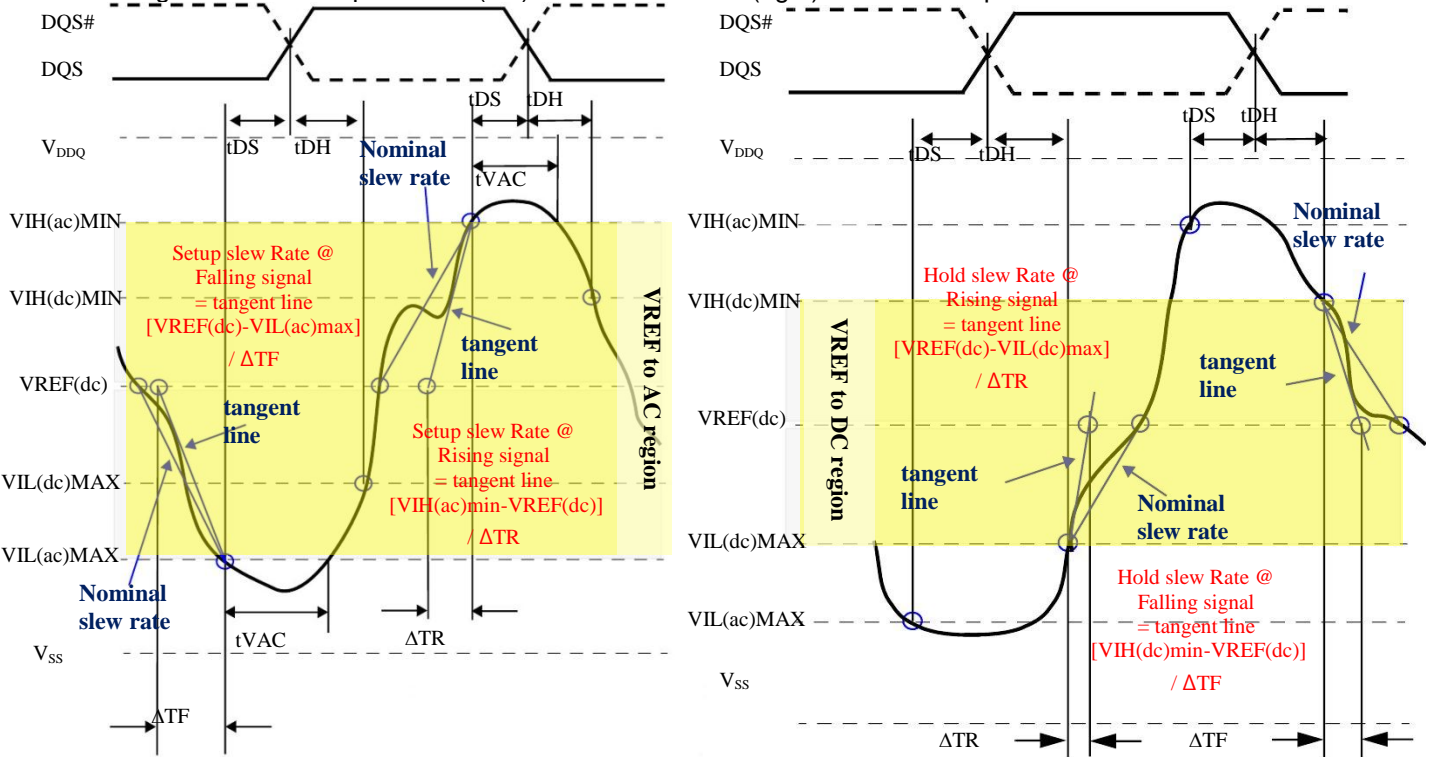 DQS#
DQS
tDS
tDH
tDS
tDH
VDDQ
Nominal
slew rate
tVAC
VIH(ac)MIN
Setup slew Rate @
Falling signal
= tangent line
[VREF(dc)-VIL(ac)max]
/ ΔTF
VIH(dc)MIN
tangent
line
VREF(dc)
tangent
line
Setup slew Rate @
Rising signal
= tangent line
[VIH(ac)min-VREF(dc)]
/ ΔTR
VREF to AC region
VIL(dc)MAX
VIL(ac)MAX
Nominal
slew rate
tVAC
ΔTR
VSS
ΔTF
DQS#
DQS
tDS
tDH
tDS
tDH
VDDQ
VIH(ac)MIN
Nominal
slew rate
Hold slew Rate @
Rising signal
= tangent line
[VREF(dc)-VIL(dc)max]
/ ΔTR
VIH(dc)MIN
VREF to DC region
tangent
line
VREF(dc)
tangent
line
Nominal
slew rate
VIL(dc)MAX
Hold slew Rate @
Falling signal
= tangent line
[VIH(dc)min-VREF(dc)]
/ ΔTF
VIL(ac)MAX
VSS
ΔTR
ΔTF